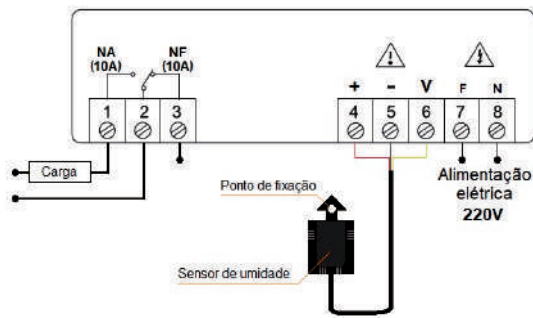 NA
(10A)
NF
(10A)
+
-
V
F
N
1
2
3
4
5
6
7
8
Carga
Ponto de fixação
Alimentação
elétrica
220V
Sensor de umidade